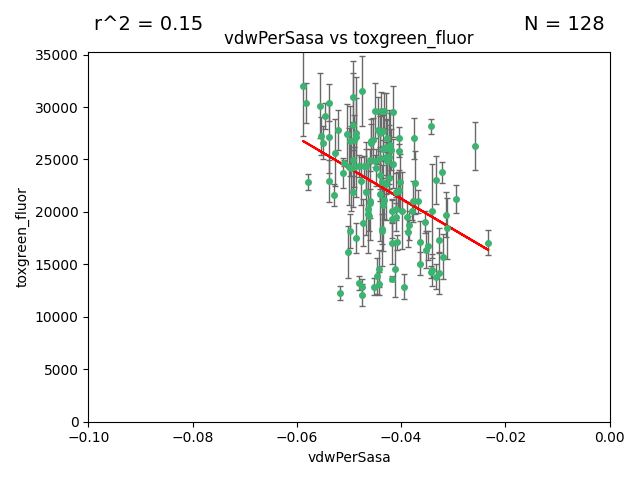 r^2 = 0.15
N = 128
vdwPerSasa vs toxgreen_fluor
35000
30000
25000
20000
15000
10000
5000
0
toxgreen_fluor
−0.10
−0.08
−0.06
−0.04
−0.02
0.00
vdwPerSasa